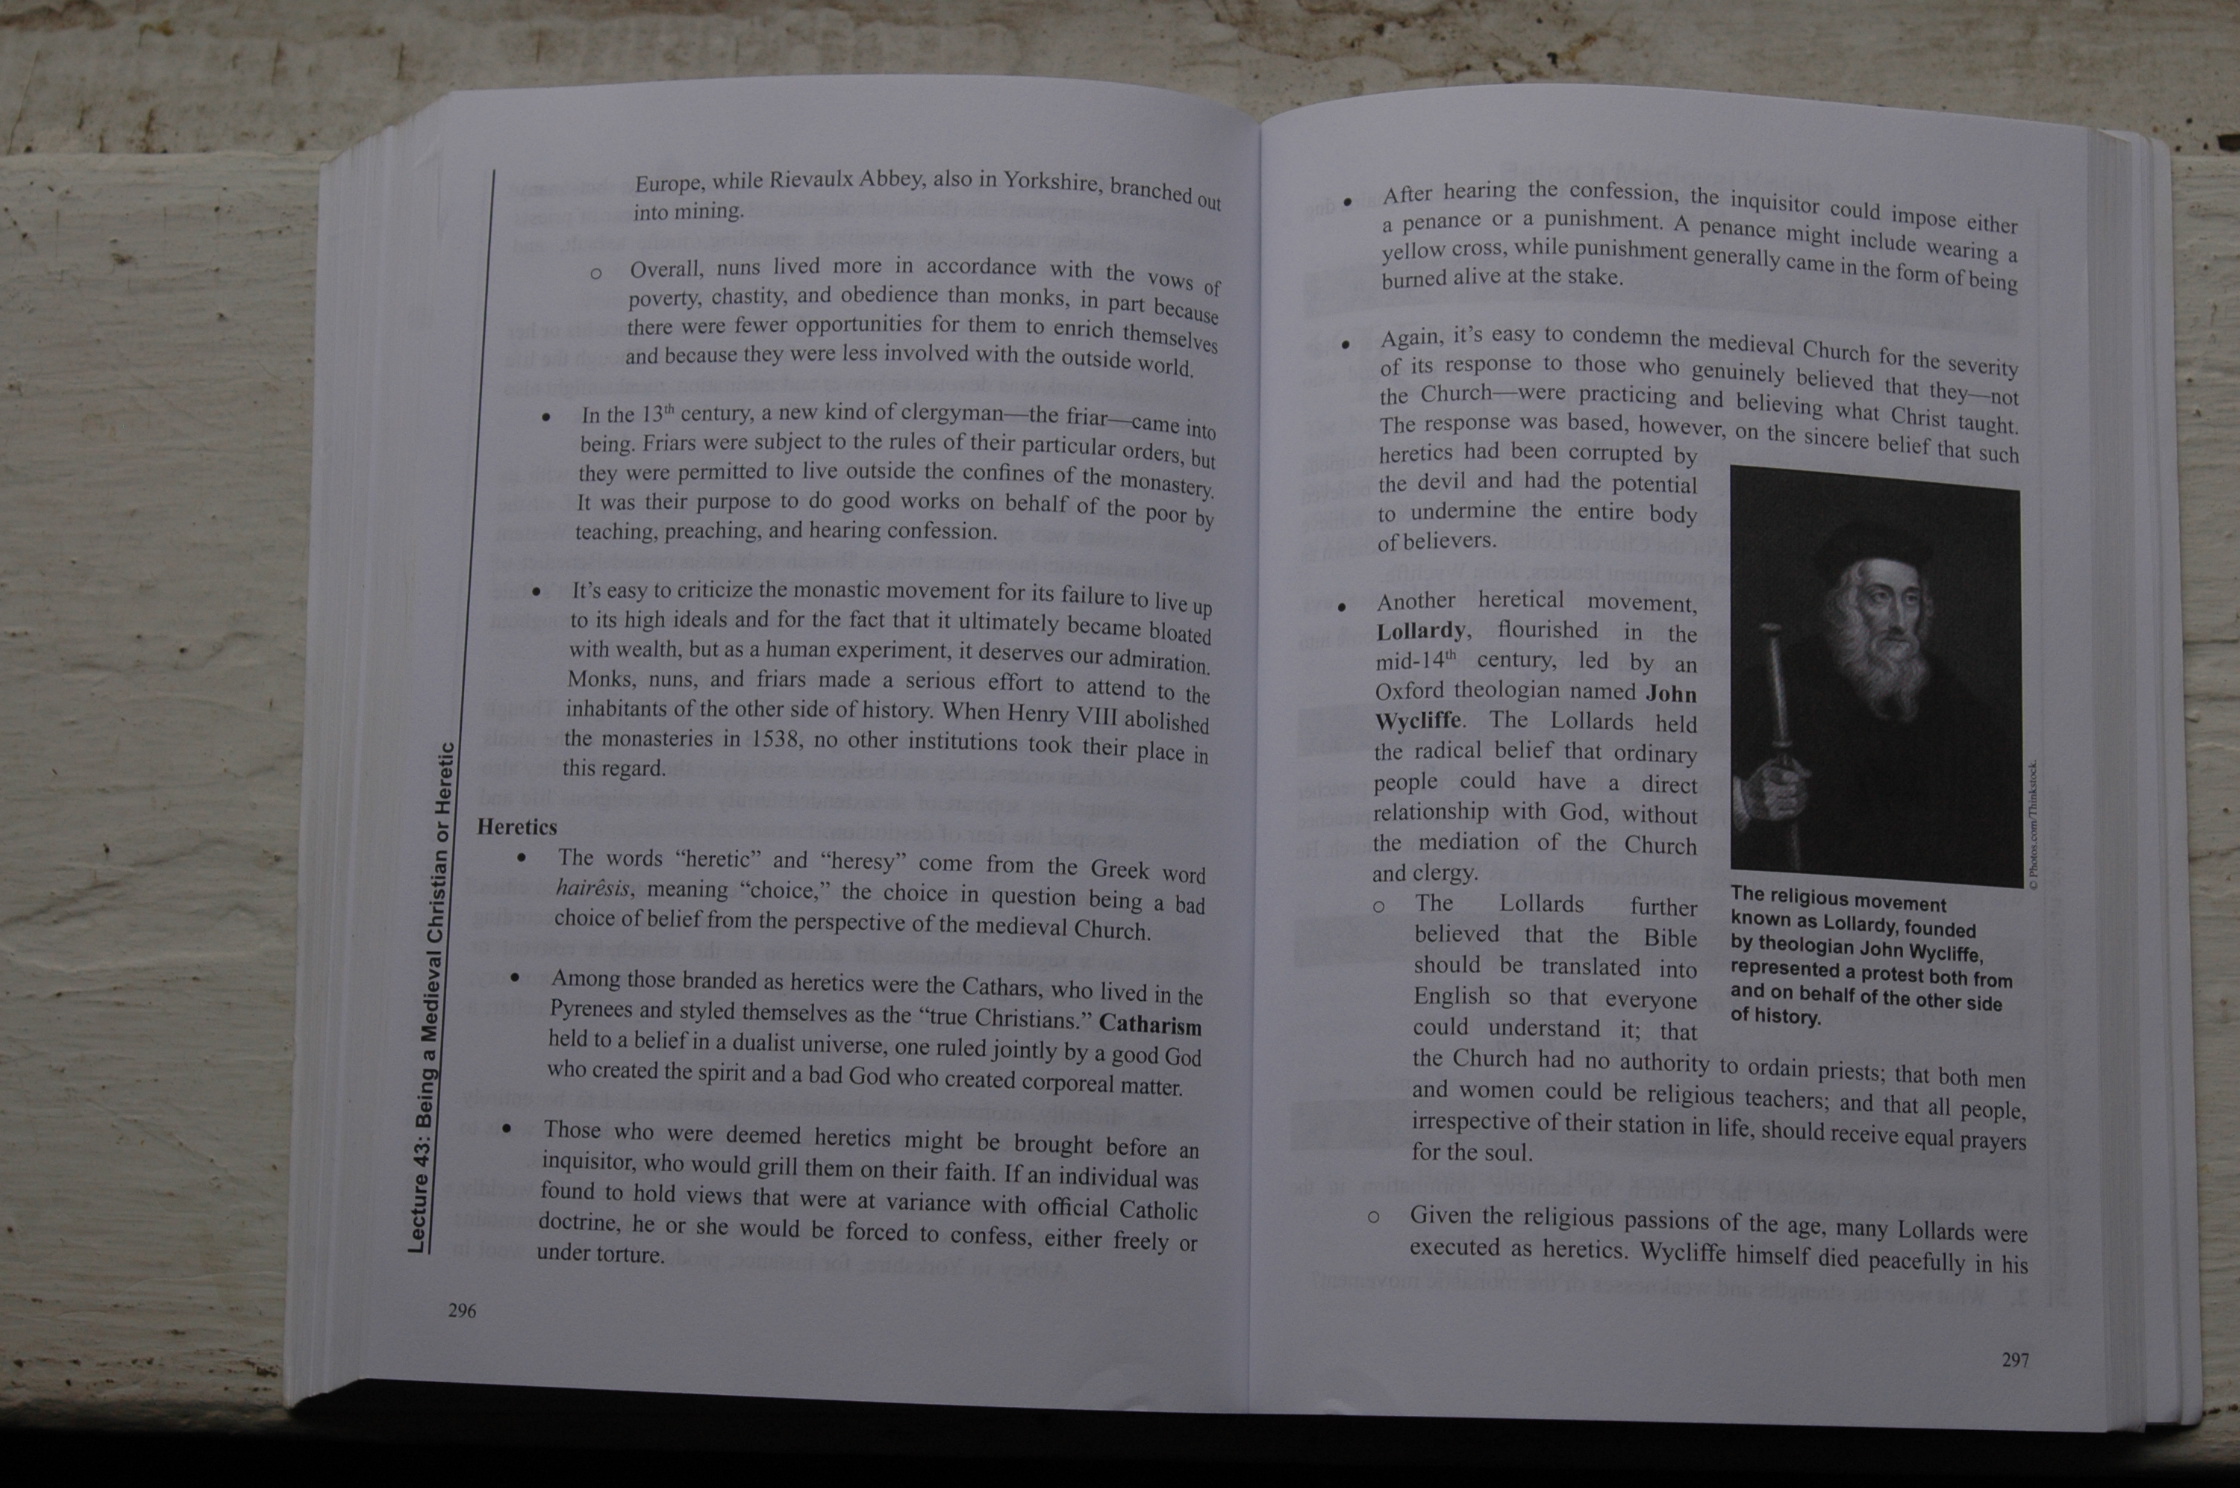 Lecture 43: Being a Medieval Christian or Heretic
Europe, while Rievaulx Abbey, also in Yorkshire, branched out
into mining.
○ Overall, nuns lived more in accordance with the vows of
poverty, chastity, and obedience than monks, in part because
there were fewer opportunities for them to enrich themselves
and because they were less involved with the outside world.
• In the 13th century, a new kind of clergyman—the friar—came into
being. Friars were subject to the rules of their particular orders, but
they were permitted to live outside the confines of the monastery.
It was their purpose to do good works on behalf of the poor by
teaching, preaching, and hearing confession.
• It's easy to criticize the monastic movement for its failure to live up
to its high ideals and for the fact that it ultimately became bloated
with wealth, but as a human experiment, it deserves our admiration.
Monks, nuns, and friars made a serious effort to attend to the
inhabitants of the other side of history. When Henry VIII abolished
the monasteries in 1538, no other institutions took their place in
this regard.
Heretics
• The words “heretic” and “heresy” come from the Greek word
hairêsis, meaning “choice,” the choice in question being a bad
choice of belief from the perspective of the medieval Church.
• Among those branded as heretics were the Cathars, who lived in the
Pyrenees and styled themselves as the “true Christians.” Catharism
held to a belief in a dualist universe, one ruled jointly by a good God
who created the spirit and a bad God who created corporeal matter.
• Those who were deemed heretics might be brought before an
inquisitor, who would grill them on their faith. If an individual was
found to hold views that were at variance with official Catholic
doctrine, he or she would be forced to confess, either freely or
under torture.
296
• After hearing the confession, the inquisitor could impose either
a penance or a punishment. A penance might include wearing a
yellow cross, while punishment generally came in the form of being
burned alive at the stake.
• Again, it's easy to condemn the medieval Church for the severity
of its response to those who genuinely believed that they—not
the Church—were practicing and believing what Christ taught.
The response was based, however, on the sincere belief that such
heretics had been corrupted by
the devil and had the potential
to undermine the entire body
of believers.
• Another heretical movement,
Lollardy, flourished in the
mid-14th century, led by an
Oxford theologian named John
Wycliffe. The Lollards held
the radical belief that ordinary
people could have a direct
relationship with God, without
the mediation of the Church
and clergy.
○ The Lollards further
believed that the Bible
should be translated into
English so that everyone
could understand it; that
the Church had no authority to ordain priests; that both men
and women could be religious teachers; and that all people,
irrespective of their station in life, should receive equal prayers
for the soul.
○ Given the religious passions of the age, many Lollards were
executed as heretics. Wycliffe himself died peacefully in his
© Photos.com/Thinkstock.
The religious movement
known as Lollardy, founded
by theologian John Wycliffe,
represented a protest both from
and on behalf of the other side
of history.
297